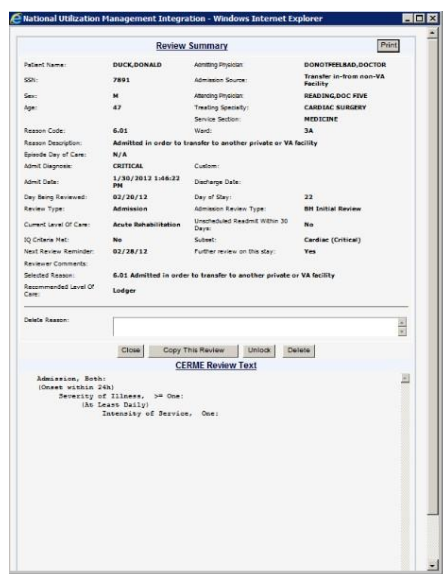 National Utilization Management Integration - Windows Internet Explorer
Review Summary
Print
Patient Name: DUCK,DONALD Admitting Physician: DONOTFEELBAD,DOCTOR
SSN: 7891 Admission Source: Transfer in-from non-VA Facility
Sex: M Attending Physician: READING,DOC FIVE
Age: 47 Treating Specialty: CARDIAC SURGERY
Service Section: MEDICINE
Reason Code: 6.01 Ward: 3A
Reason Description: Admitted in order to transfer to another private or VA facility
Episode Day of Care: N/A
Admit Diagnosis: CRITICAL Custom:
Admit Date: 1/30/2012 1:46:22 PM Discharge Date:
Day Being Reviewed: 02/20/12 Day of Stay: 22
Review Type: Admission Admission Review Type: BM Initial Review
Current Level Of Care: Acute Rehabilitation Unscheduled Readmit Within 30 Days: No
IQ Criteria Met: No Subset: Cardiac (Critical)
Next Review Reminder: 02/28/12 Further review on this stay: Yes
Reviewer Comments:
Selected Reason: 6.01 Admitted in order to transfer to another private or VA facility
Recommended Level Of Care: Lodger
Delete Reason:
Close Copy This Review Unlock Delete
CERME Review Text
Admission, Both:
(Onset within 24h)
Severity of Illness, >= One:
(At Least Daily)
Intensity of Service, One: